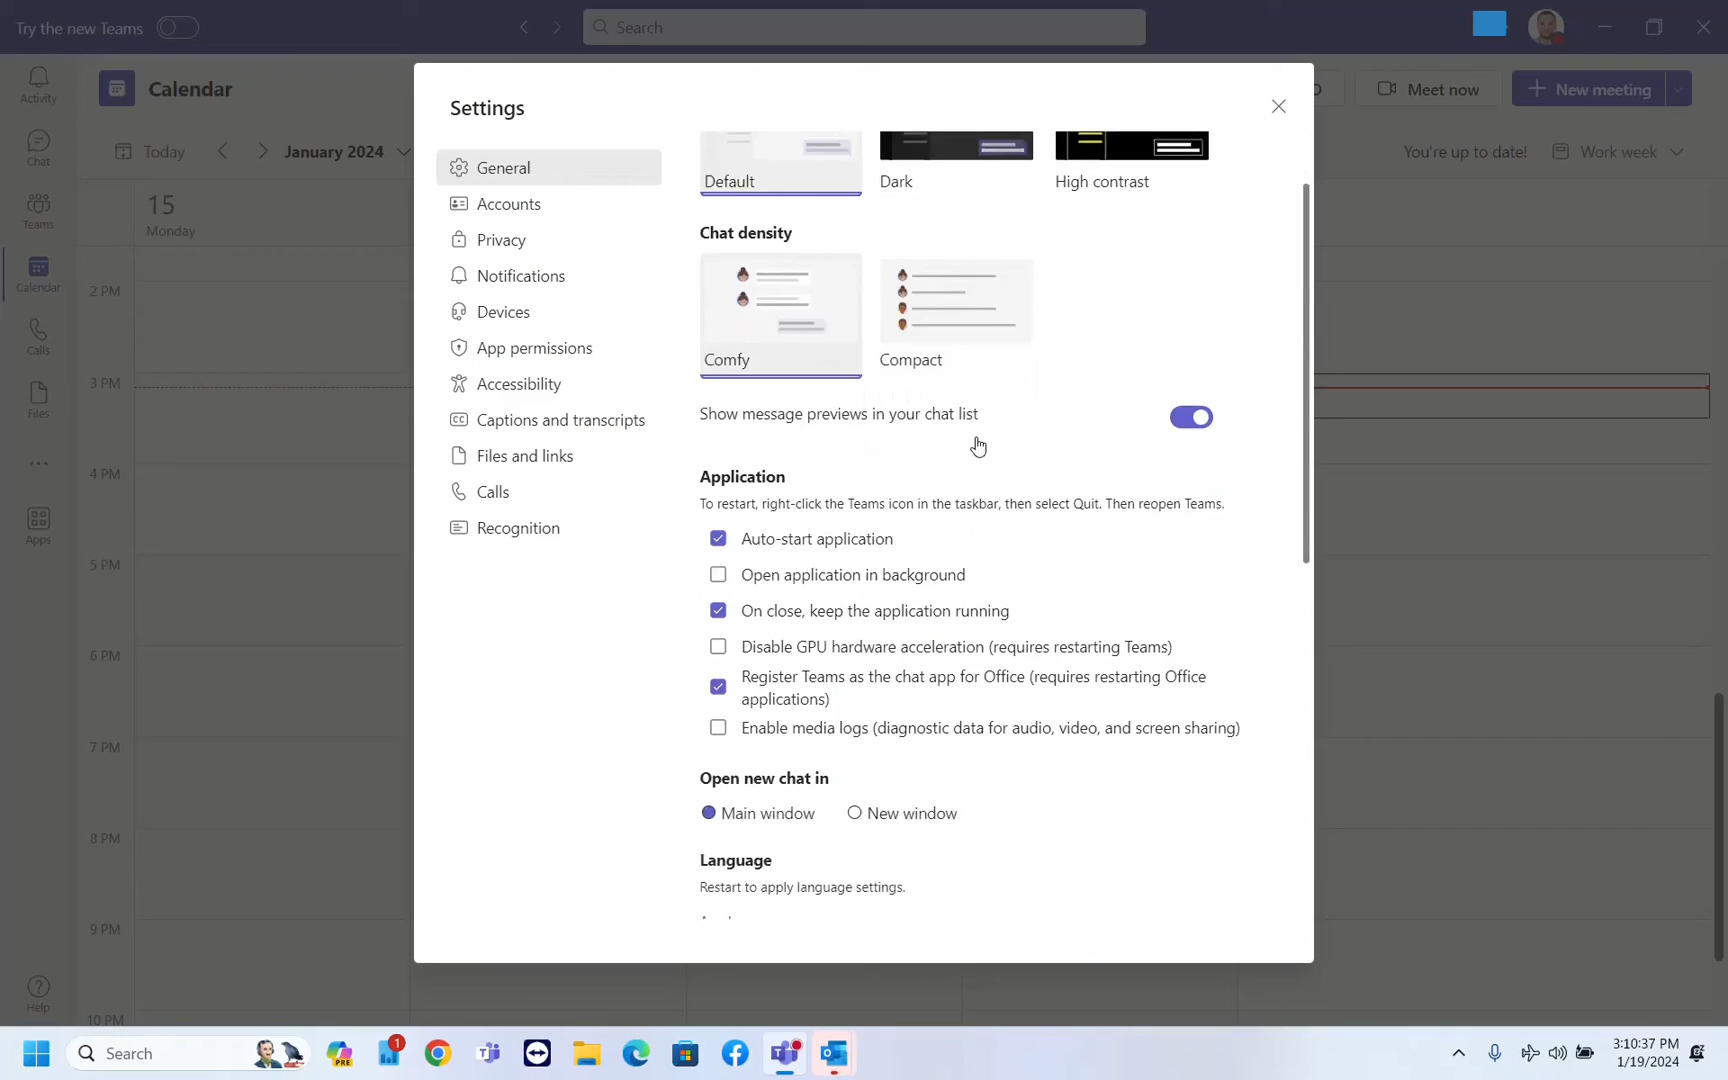 Try the new Teams
Search
Activity
Chat
Teams
Calendar
Calls
Files
Apps
Help
Calendar
Meet now
New meeting
Today
January 2024
You're up to date!
Work week
15
Monday
2 PM
3 PM
4 PM
5 PM
6 PM
7 PM
8 PM
9 PM
10 PM
Settings
General
Accounts
Privacy
Notifications
Devices
App permissions
Accessibility
Captions and transcripts
Files and links
Calls
Recognition
Default
Dark
High contrast
Chat density
Comfy
Compact
Show message previews in your chat list
Application
To restart, right-click the Teams icon in the taskbar, then select Quit. Then reopen Teams.
Auto-start application
Open application in background
On close, keep the application running
Disable GPU hardware acceleration (requires restarting Teams)
Register Teams as the chat app for Office (requires restarting Office
applications)
Enable media logs (diagnostic data for audio, video, and screen sharing)
Open new chat in
Main window
New window
Language
Restart to apply language settings.
Search
PRE
1
3:10:37 PM
1/19/2024